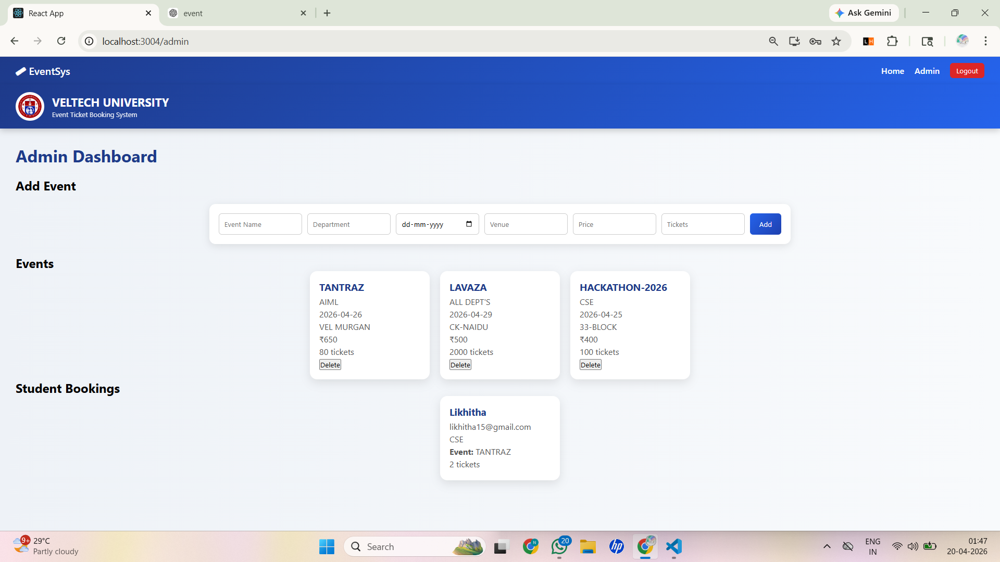 React App
event
Ask Gemini
localhost:3004/admin
EventSys
Home
Admin
Logout
VELTECH UNIVERSITY
Event Ticket Booking System
Admin Dashboard
Add Event
Event Name
Department
dd-mm-yyyy
Venue
Price
Tickets
Add
Events
TANTRAZ
AIML
2026-04-26
VEL MURGAN
₹650
80 tickets
Delete
LAVAZA
ALL DEPT'S
2026-04-29
CK-NAIDU
₹500
2000 tickets
Delete
HACKATHON-2026
CSE
2026-04-25
33-BLOCK
₹400
100 tickets
Delete
Student Bookings
Likhitha
likhitha15@gmail.com
CSE
Event: TANTRAZ
2 tickets
9+
29°C
Partly cloudy
Search
N
20
hp
ENG
IN
01:47
20-04-2026